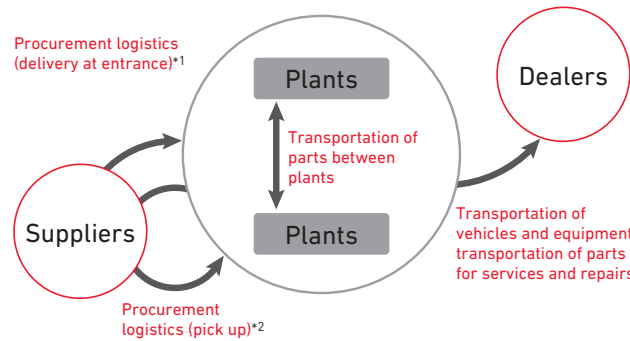 Procurement logistics
(delivery at entrance)*1
Plants
Dealers
Transportation of
parts between
plants
Suppliers
Plants
Transportation of
vehicles and equipment
transportation of parts
for services and repairs
Procurement
logistics (pick up)*2